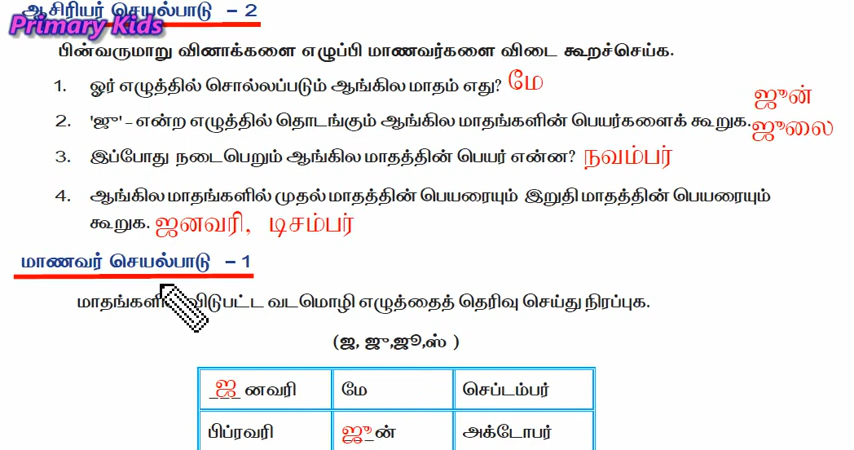 ஆசிரியர் செயல்பாடு – 2
Primary Kids
பின்வருமாறு வினாக்களை எழுப்பி மாணவர்களை விடை கூறச்செய்க.
1. ஓர் எழுத்தில் சொல்லப்படும் ஆங்கில மாதம் எது? மே
ஜூன்
2. 'ஜு' - என்ற எழுத்தில் தொடங்கும் ஆங்கில மாதங்களின் பெயர்களைக் கூறுக. ஜூலை
3. இப்போது நடைபெறும் ஆங்கில மாதத்தின் பெயர் என்ன? நவம்பர்
4. ஆங்கில மாதங்களில் முதல் மாதத்தின் பெயரையும் இறுதி மாதத்தின் பெயரையும்
கூறுக. ஜனவரி, டிசம்பர்
மாணவர் செயல்பாடு – 1
மாதங்களில் விடுபட்ட வடமொழி எழுத்தைத் தெரிவு செய்து நிரப்புக.
(ஜ, ஜு,ஜூ,ஸ் )
ஜ னவரி மே செப்டம்பர்
பிப்ரவரி ஜூ ன் அக்டோபர்